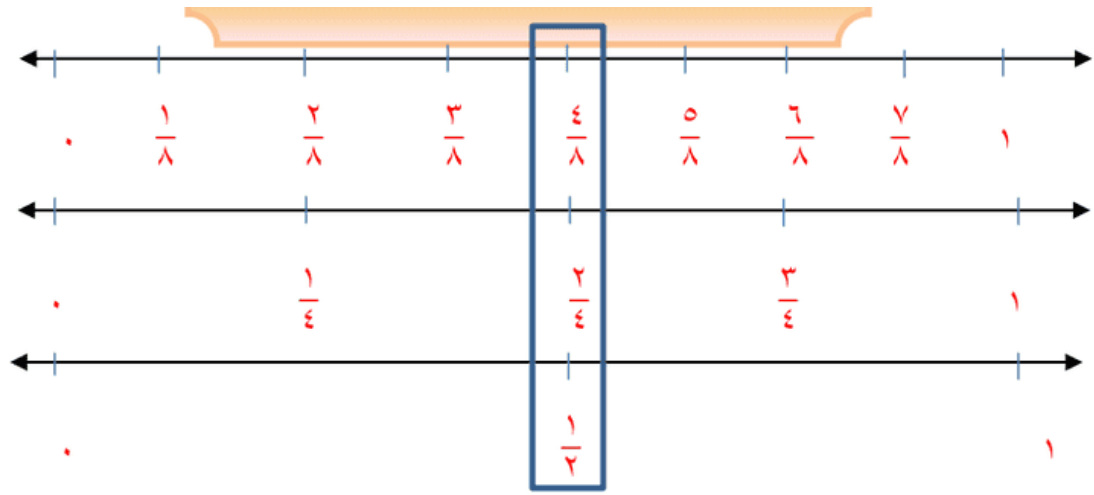 ٠ ١/٨ ٢/٨ ٣/٨ ٤/٨ ٥/٨ ٦/٨ ٧/٨ ١
٠ ١/٤ ٢/٤ ٣/٤ ١
٠ ١/٢ ١